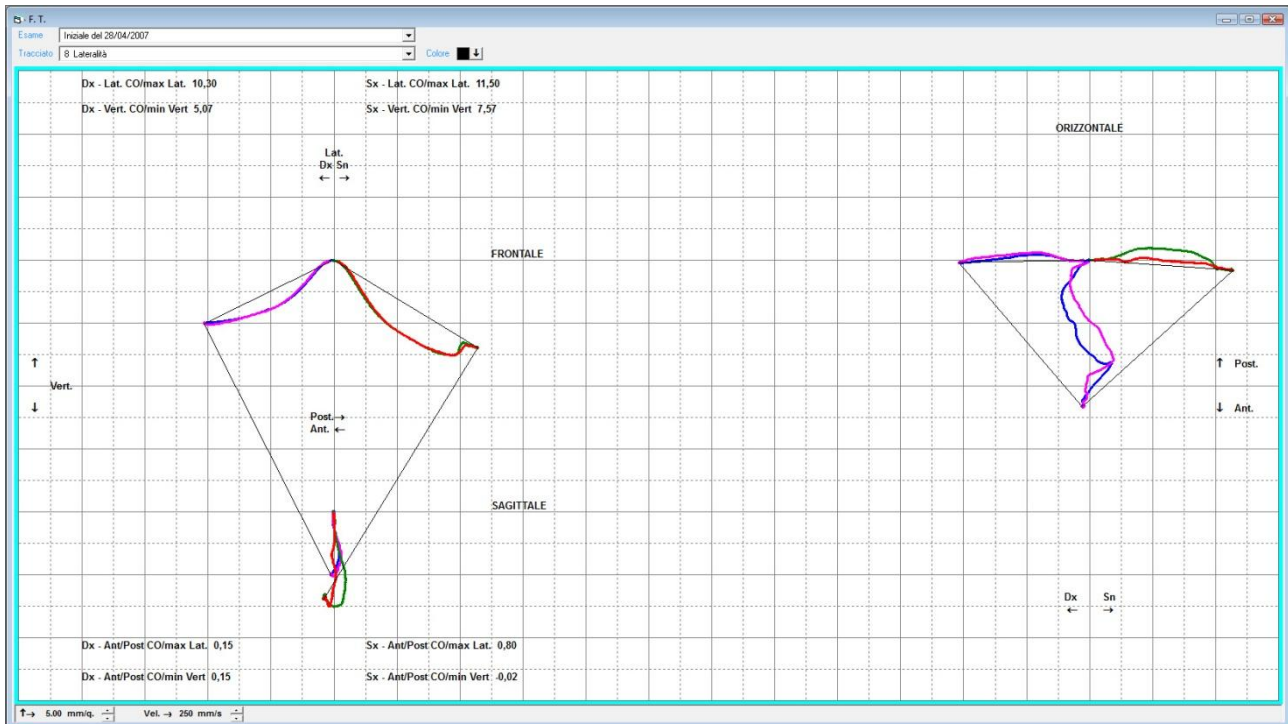 F. T.
Esame Iniziale del 28/04/2007
Tracciato 8 Lateralità Colore
Dx - Lat. CO/max Lat. 10,30 Sx - Lat. CO/max Lat. 11,50
Dx - Vert. CO/min Vert 5,07 Sx - Vert. CO/min Vert 7,57
ORIZZONTALE
Lat.
Dx Sn
← →
FRONTALE
↑ ↑ Post.
Vert.
↓ ↓ Ant.
Post.→
Ant. ←
SAGITTALE
Dx Sn
← →
Dx - Ant/Post CO/max Lat. 0,15 Sx - Ant/Post CO/max Lat. 0,80
Dx - Ant/Post CO/min Vert 0,15 Sx - Ant/Post CO/min Vert -0,02
↑→ 5.00 mm/q. Vel. → 250 mm/s